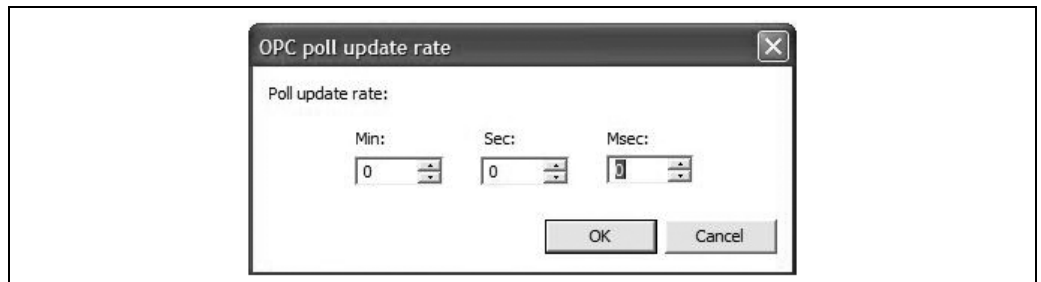 OPC poll update rate
Poll update rate:
Min: Sec: Msec:
0 0 0
OK Cancel